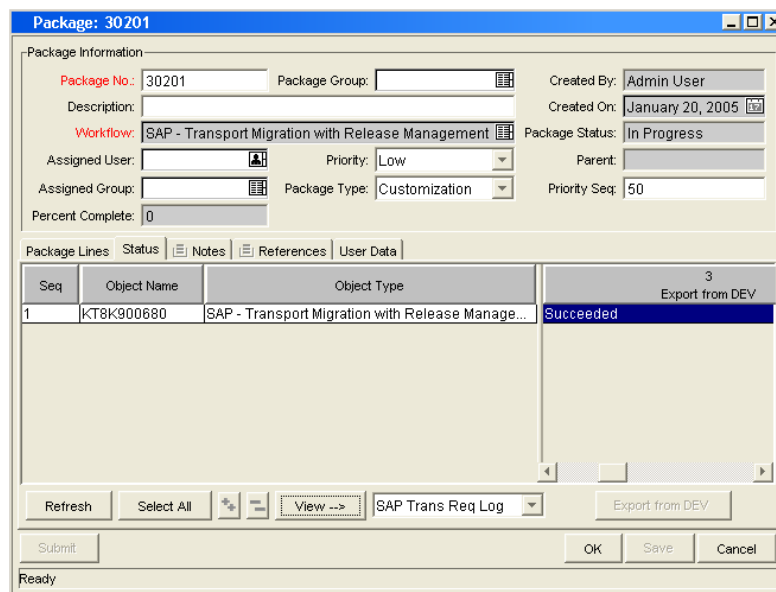 Package: 30201
Package Information
Package No.: 30201 Package Group: Created By: Admin User
Description: Created On: January 20, 2005
Workflow: SAP - Transport Migration with Release Management Package Status: In Progress
Assigned User: Priority: Low Parent:
Assigned Group: Package Type: Customization Priority Seq: 50
Percent Complete: 0
Package Lines Status Notes References User Data
Seq Object Name Object Type 3
Export from DEV
1 KT8K900680 SAP - Transport Migration with Release Manage... Succeeded
Refresh Select All View --> SAP Trans Req Log Export from DEV
Submit OK Save Cancel
Ready